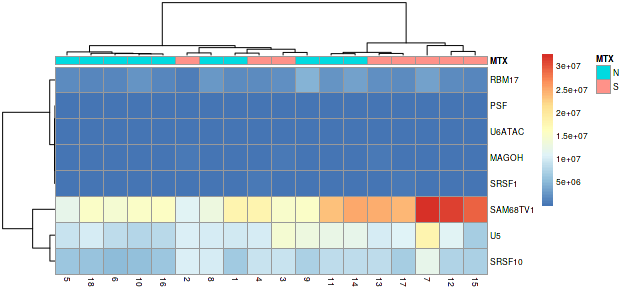 MTX
RBM17
PSF
U6ATAC
MAGOH
SRSF1
SAM68TV1
U5
SRSF10
5 18 6 10 16 2 8 1 4 3 9 11 14 13 17 7 12 15
3e+07
2.5e+07
2e+07
1.5e+07
1e+07
5e+06
MTX
N
S